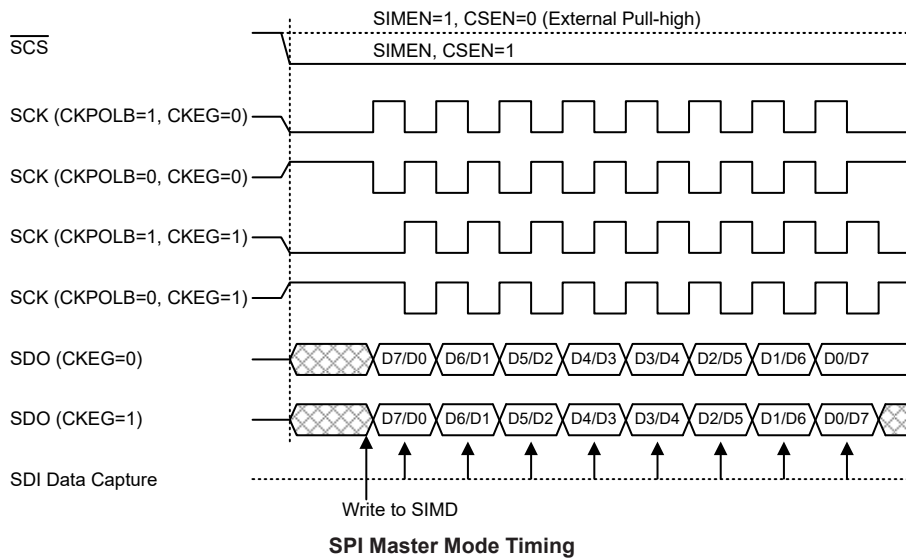 SIMEN=1, CSEN=0 (External Pull-high)
SCS
SIMEN, CSEN=1
SCK (CKPOLB=1, CKEG=0)
SCK (CKPOLB=0, CKEG=0)
SCK (CKPOLB=1, CKEG=1)
SCK (CKPOLB=0, CKEG=1)
SDO (CKEG=0) D7/D0 D6/D1 D5/D2 D4/D3 D3/D4 D2/D5 D1/D6 D0/D7
SDO (CKEG=1) D7/D0 D6/D1 D5/D2 D4/D3 D3/D4 D2/D5 D1/D6 D0/D7
SDI Data Capture
Write to SIMD
SPI Master Mode Timing